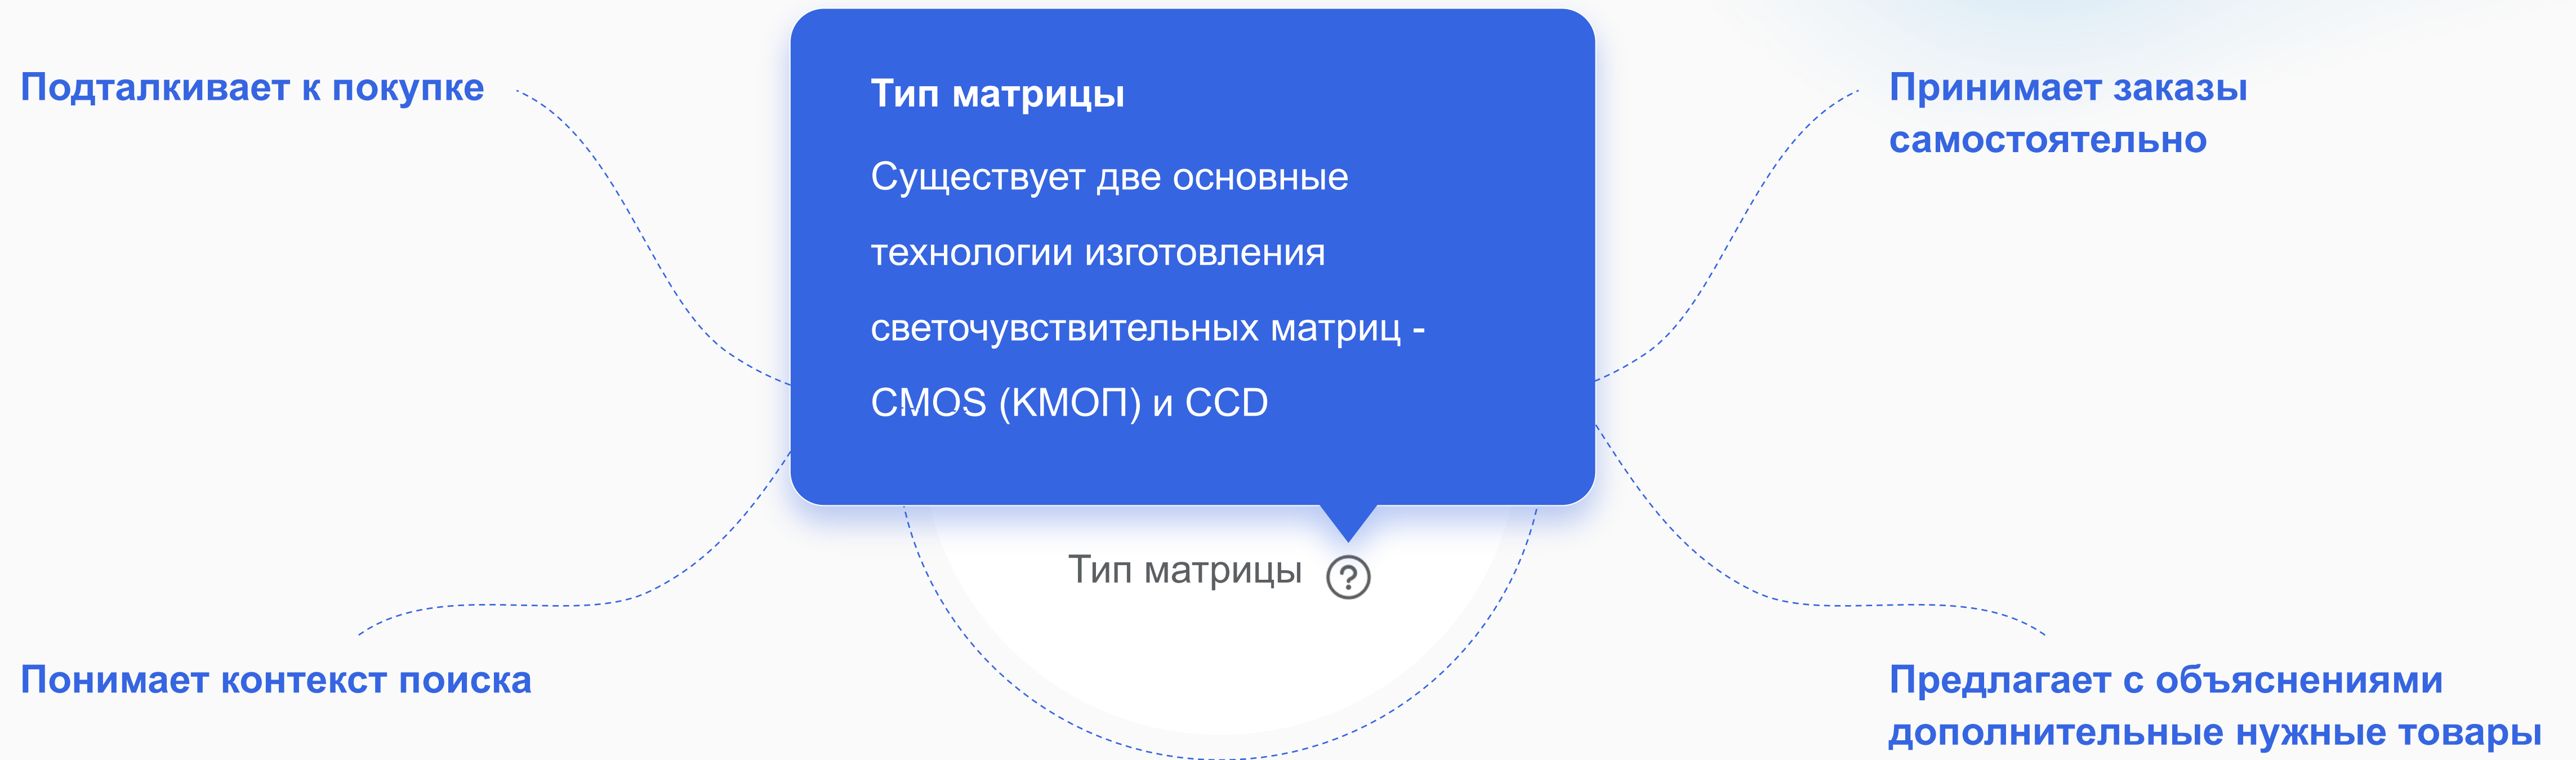 Подталкивает к покупке
Тип матрицы
Существует две основные
технологии изготовления
светочувствительных матриц -
CMOS (КМОП) и CCD
Принимает заказы
самостоятельно
Тип матрицы ?
Понимает контекст поиска
Предлагает с объяснениями
дополнительные нужные товары